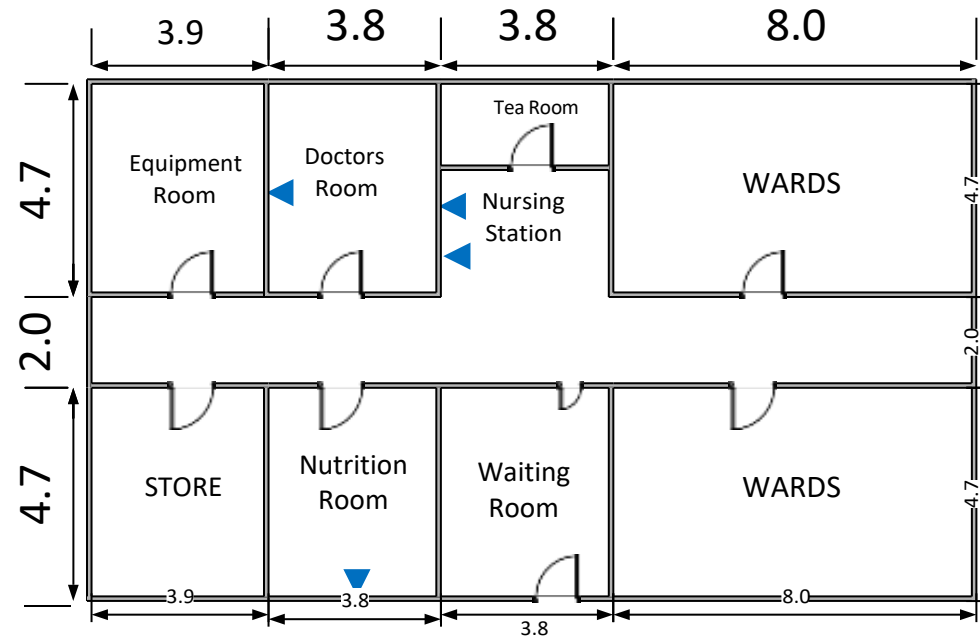 3.9
3.8
3.8
8.0
Tea Room
Equipment
Room
Doctors
Room
WARDS
Nursing
Station
4.7
4.7
2.0
2.0
4.7
4.7
STORE
Nutrition
Room
Waiting
Room
WARDS
3.9
3.8
3.8
8.0